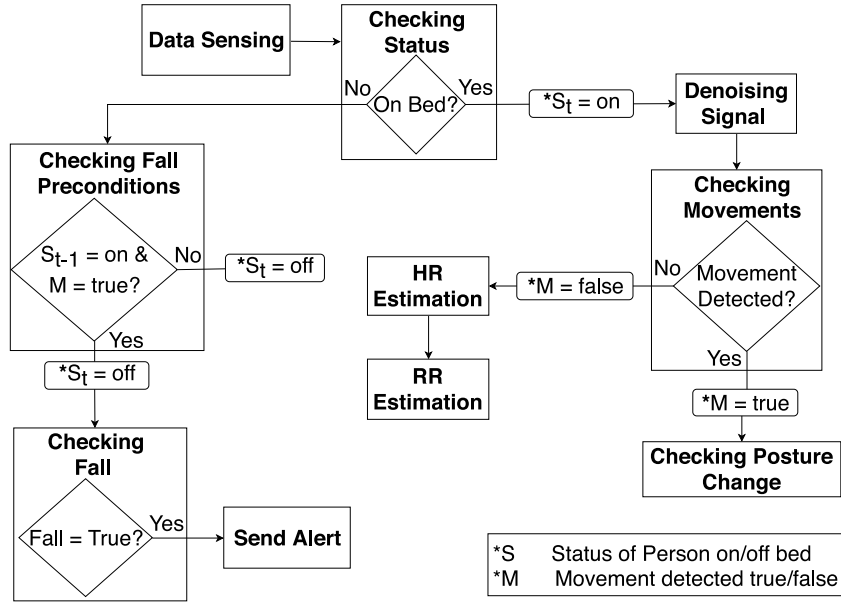 Data Sensing
Checking
Status
No
Yes
On Bed?
*St = on
Denoising
Signal
Checking Fall
Preconditions
St-1 = on &
M = true?
No
*St = off
Yes
*St = off
Checking
Movements
No
Movement
Detected?
*M = false
HR
Estimation
RR
Estimation
Yes
*M = true
Checking Posture
Change
Checking
Fall
Fall = True?
Yes
Send Alert
*S Status of Person on/off bed
*M Movement detected true/false